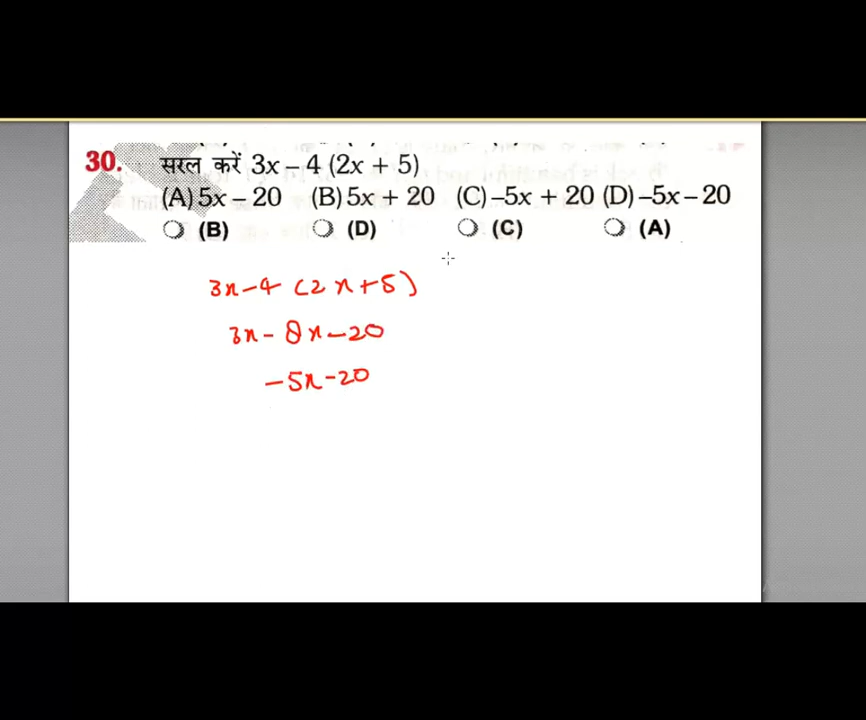 30. सरल करें 3x – 4 (2x + 5)
(A) 5x – 20 (B) 5x + 20 (C) –5x + 20 (D) –5x – 20
(B) (D) (C) (A)
3x-4 (2x+5)
3x - 8x - 20
-5x-20